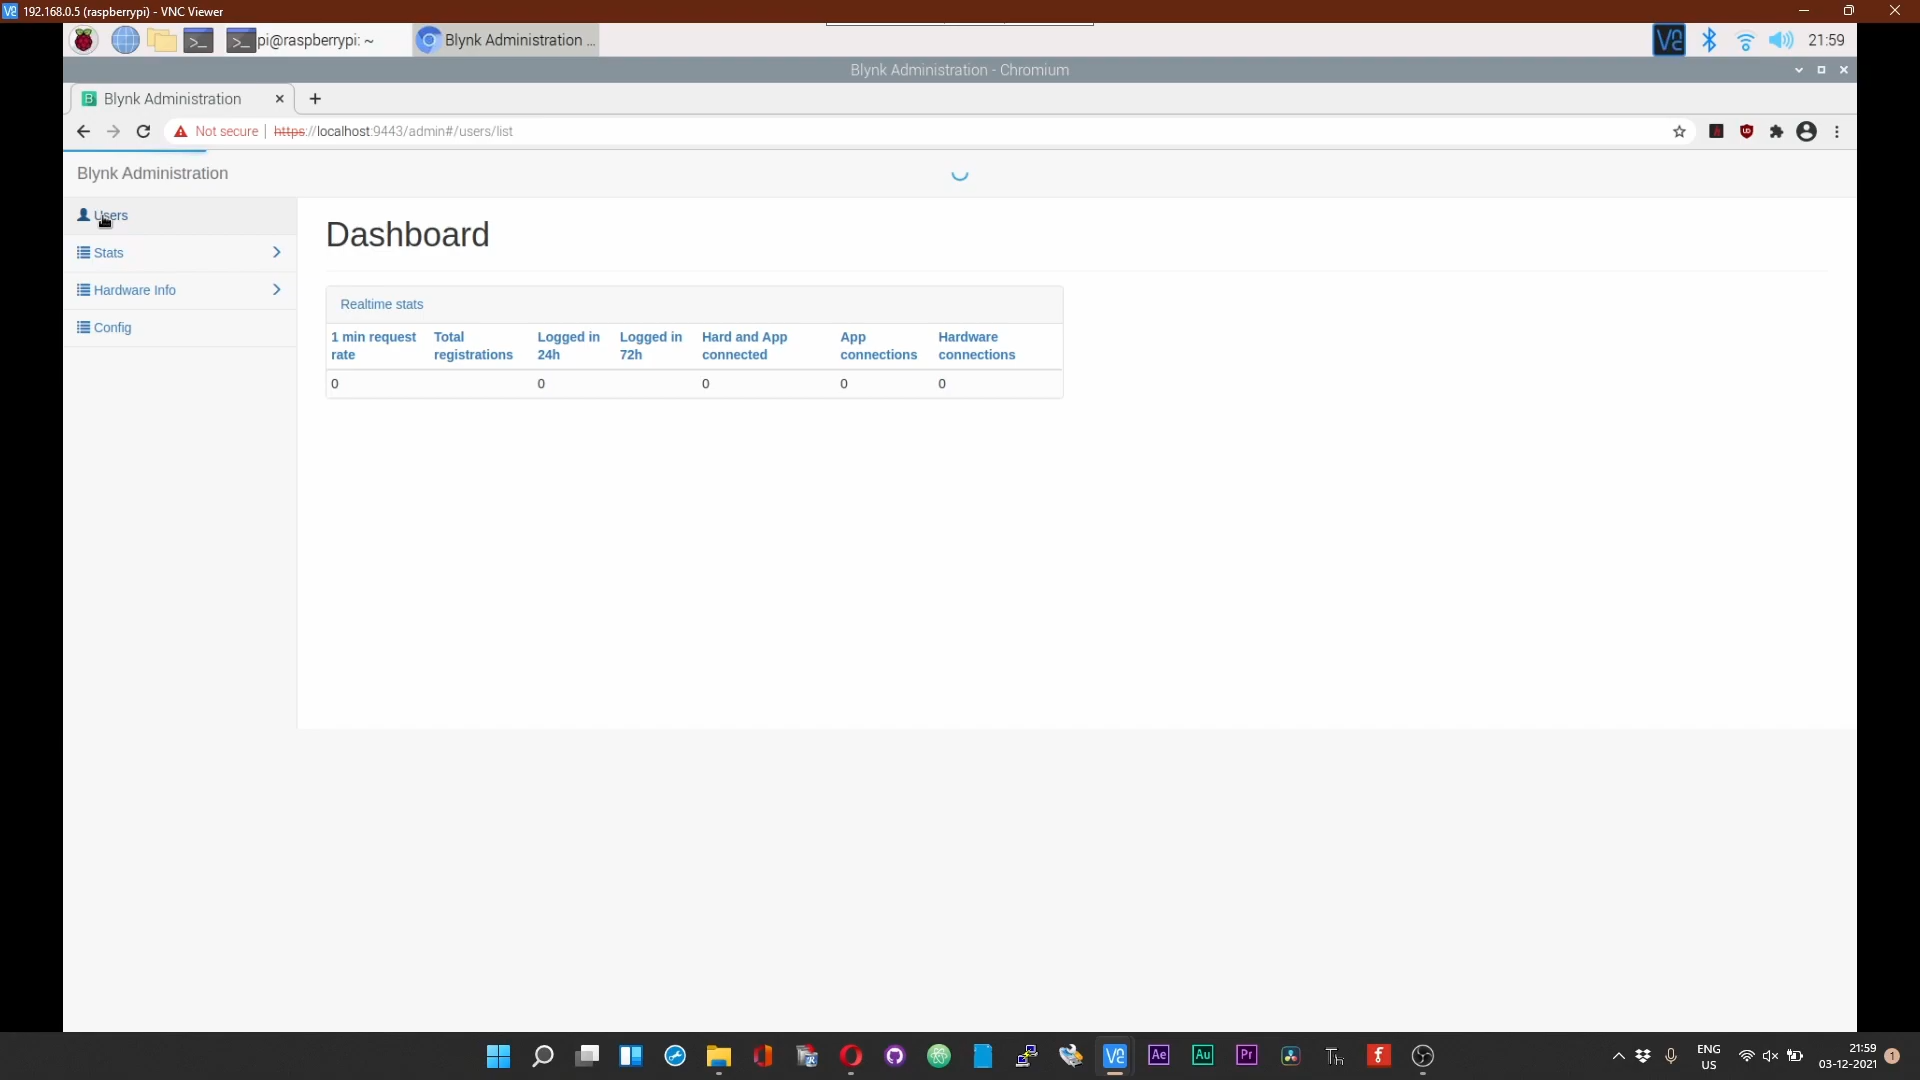 192.168.0.5 (raspberrypi) - VNC Viewer
pi@raspberrypi: ~
Blynk Administration ...
21:59
Blynk Administration - Chromium
Blynk Administration
Not secure | https://localhost:9443/admin#/users/list
Blynk Administration
Users
Stats
Hardware Info
Config
Dashboard
Realtime stats
1 min request rate
Total registrations
Logged in 24h
Logged in 72h
Hard and App connected
App connections
Hardware connections
0 0 0 0 0
ENG
US
21:59
03-12-2021
1